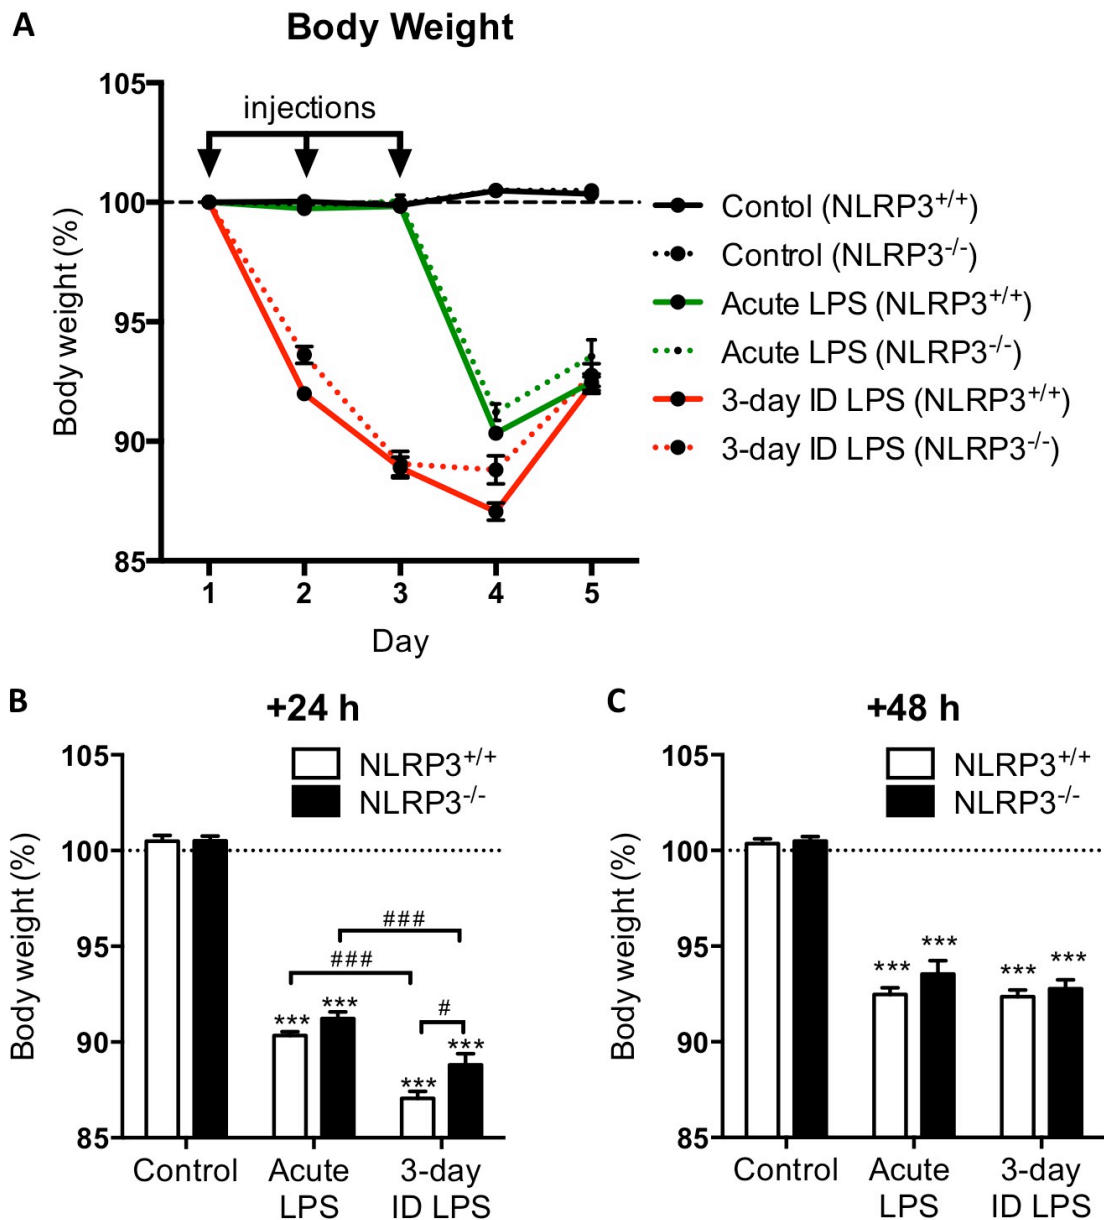 A
Body Weight
105
100
95
90
85
Body weight (%)
injections
1 2 3 4 5
Day
Contol (NLRP3+/+)
Control (NLRP3-/-)
Acute LPS (NLRP3+/+)
Acute LPS (NLRP3-/-)
3-day ID LPS (NLRP3+/+)
3-day ID LPS (NLRP3-/-)
B
+24 h
NLRP3+/+
NLRP3-/-
105
100
95
90
85
Body weight (%)
###
###
#
***
***
***
***
Control
Acute
LPS
3-day
ID LPS
C
+48 h
NLRP3+/+
NLRP3-/-
105
100
95
90
85
Body weight (%)
***
***
***
***
Control
Acute
LPS
3-day
ID LPS